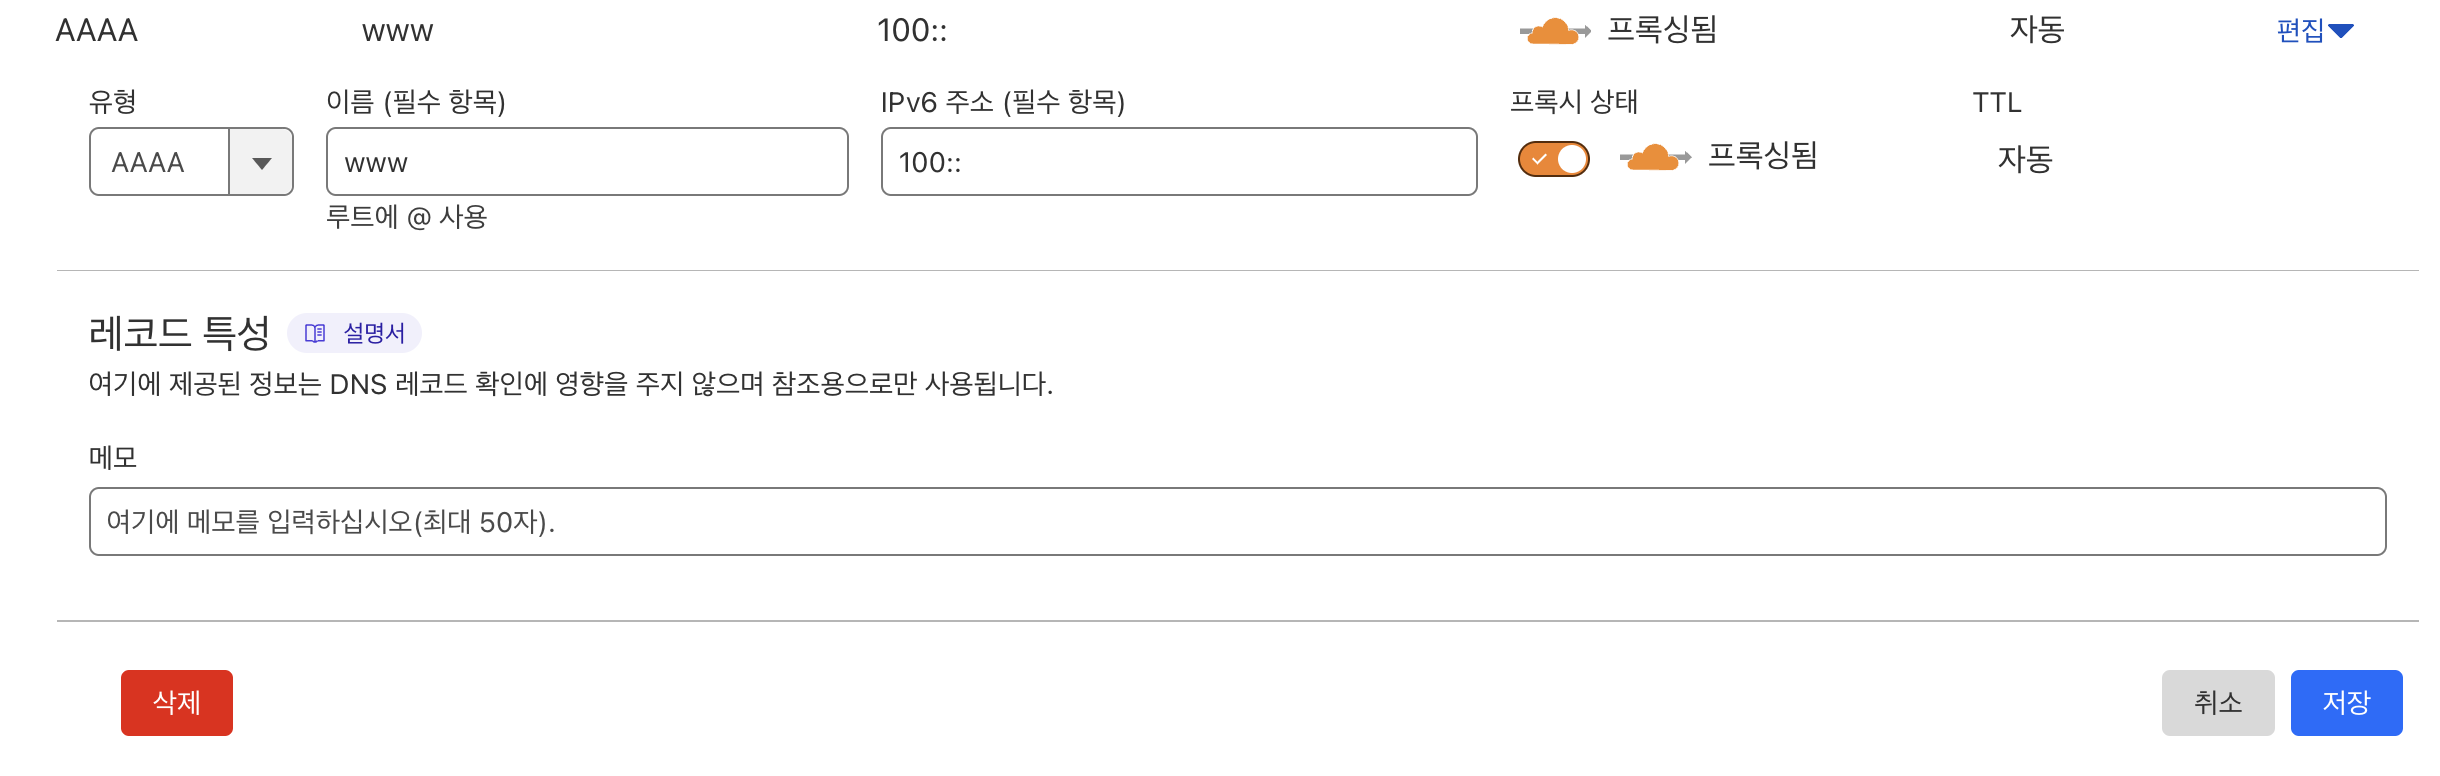 AAAA www 100:: 프록싱됨 자동 편집
유형 이름 (필수 항목) IPv6 주소 (필수 항목) 프록시 상태 TTL
AAAA www 100:: 프록싱됨 자동
루트에 @ 사용
레코드 특성 설명서
여기에 제공된 정보는 DNS 레코드 확인에 영향을 주지 않으며 참조용으로만 사용됩니다.
메모
여기에 메모를 입력하십시오(최대 50자).
삭제 취소 저장